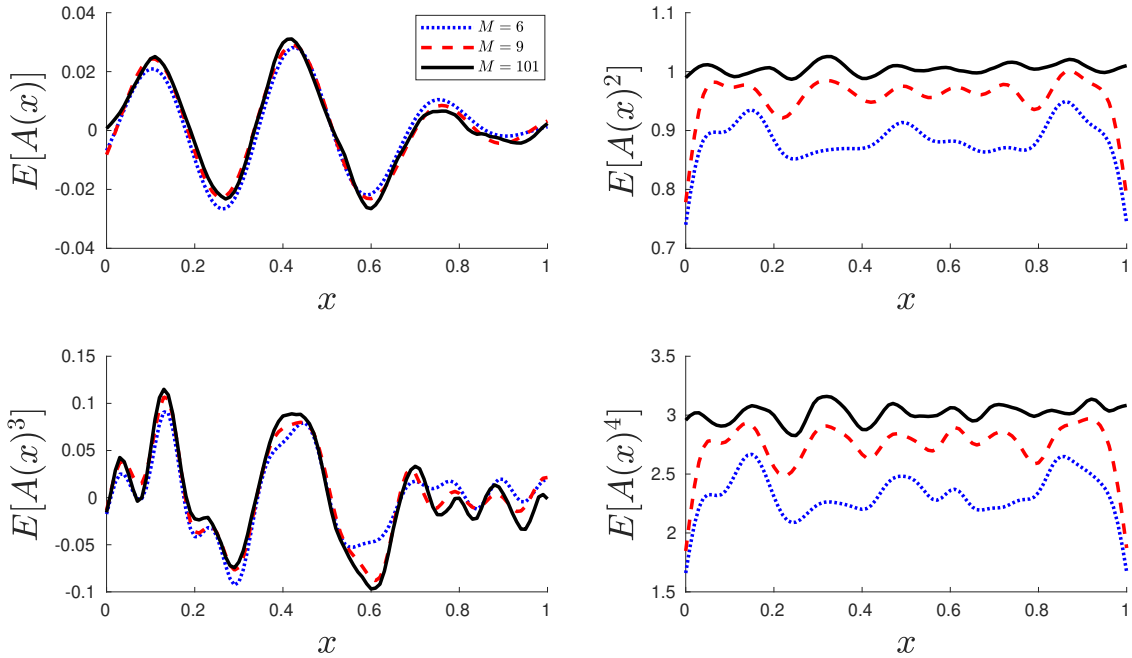 E[A(x)]
0.04
0.02
0
-0.02
-0.04
0 0.2 0.4 0.6 0.8 1
x
M = 6
M = 9
M = 101
E[A(x)^2]
1.1
1
0.9
0.8
0.7
0 0.2 0.4 0.6 0.8 1
x
E[A(x)^3]
0.15
0.1
0.05
0
-0.05
-0.1
0 0.2 0.4 0.6 0.8 1
x
E[A(x)^4]
3.5
3
2.5
2
1.5
0 0.2 0.4 0.6 0.8 1
x